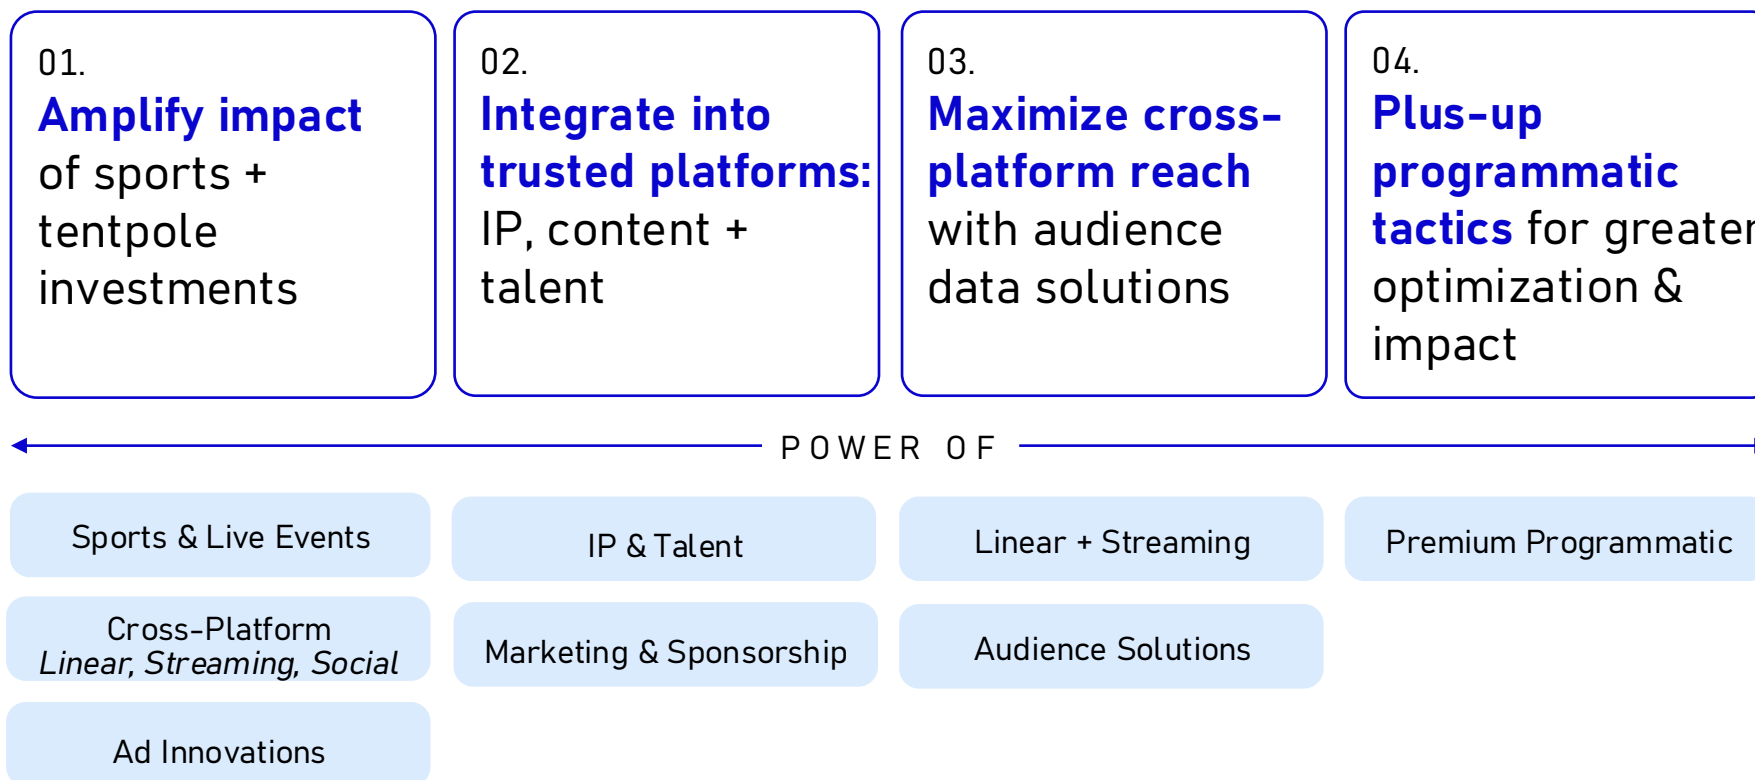 01.
Amplify impact
of sports +
tentpole
investments
02.
Integrate into
trusted platforms:
IP, content +
talent
03.
Maximize cross-
platform reach
with audience
data solutions
04.
Plus-up
programmatic
tactics for greater
optimization &
impact
POWER OF
Sports & Live Events
Cross-Platform
Linear, Streaming, Social
Ad Innovations
IP & Talent
Marketing & Sponsorship
Linear + Streaming
Audience Solutions
Premium Programmatic